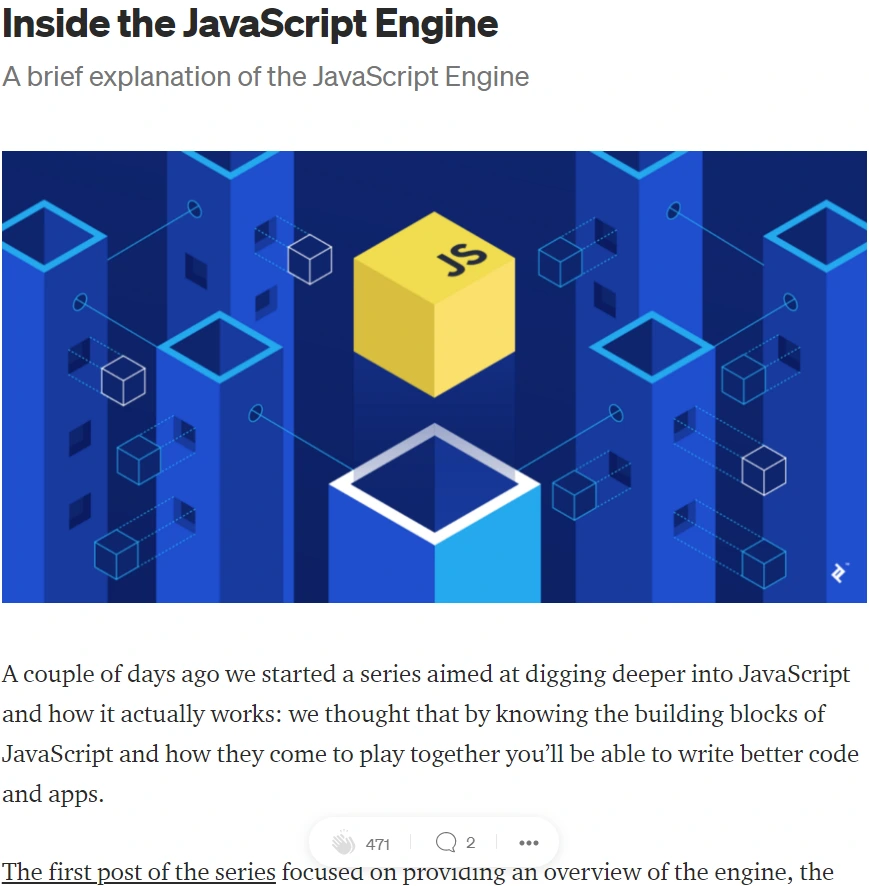 Inside the JavaScript Engine
A brief explanation of the JavaScript Engine
JS
A couple of days ago we started a series aimed at digging deeper into JavaScript
and how it actually works: we thought that by knowing the building blocks of
JavaScript and how they come to play together you’ll be able to write better code
and apps.
471 2
The first post of the series focused on providing an overview of the engine, the